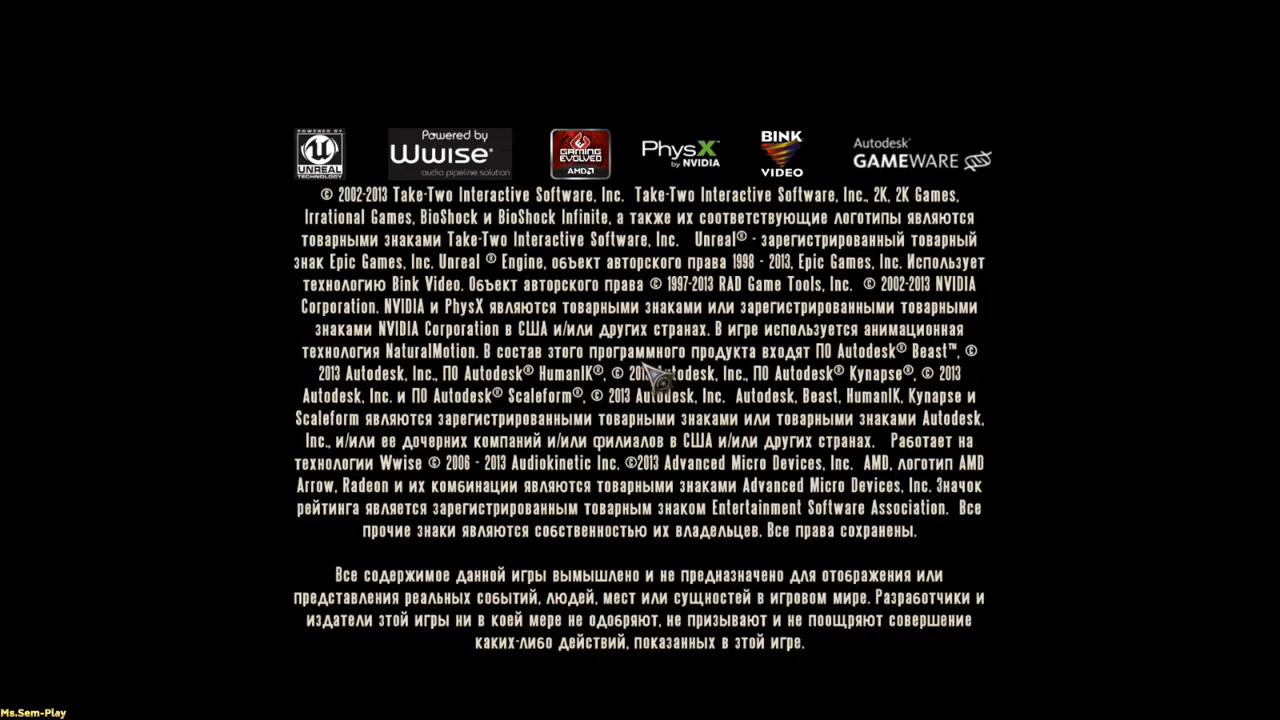 POWERED BY
UNREAL
TECHNOLOGY
Powered by
Wwise®
audio pipeline solution
GAMING
EVOLVED
AMD
PhysX
by NVIDIA
BINK
VIDEO
Autodesk®
GAMEWARE
© 2002-2013 Take-Two Interactive Software, Inc. Take-Two Interactive Software, Inc., 2K, 2K Games,
Irrational Games, BioShock и BioShock Infinite, а также их соответствующие логотипы являются
товарными знаками Take-Two Interactive Software, Inc. Unreal® - зарегистрированный товарный
знак Epic Games, Inc. Unreal ® Engine, объект авторского права 1998 - 2013, Epic Games, Inc. Использует
технологию Bink Video. Объект авторского права © 1997-2013 RAD Game Tools, Inc. © 2002-2013 NVIDIA
Corporation. NVIDIA и PhysX являются товарными знаками или зарегистрированными товарными
знаками NVIDIA Corporation в США и/или других странах. В игре используется анимационная
технология NaturalMotion. В состав этого программного продукта входят ПО Autodesk® Beast™, ©
2013 Autodesk, Inc., ПО Autodesk® HumanIK®, © Autodesk, Inc., ПО Autodesk® Kynapse®, © 2013
Autodesk, Inc. и ПО Autodesk® Scaleform®, © 2013 Autodesk, Inc. Autodesk, Beast, HumanIK, Kynapse и
Scaleform являются зарегистрированными товарными знаками или товарными знаками Autodesk,
Inc., и/или ее дочерних компаний и/или филиалов в США и/или других странах. Работает на
технологии Wwise © 2006 - 2013 Audiokinetic Inc. ©2013 Advanced Micro Devices, Inc. AMD, логотип AMD
Arrow, Radeon и их комбинации являются товарными знаками Advanced Micro Devices, Inc. Значок
рейтинга является зарегистрированным товарным знаком Entertainment Software Association. Все
прочие знаки являются собственностью их владельцев. Все права сохранены.
Все содержимое данной игры вымышлено и не предназначено для отображения или
представления реальных событий, людей, мест или сущностей в игровом мире. Разработчики и
издатели этой игры ни в коей мере не одобряют, не призывают и не поощряют совершение
каких-либо действий, показанных в этой игре.
Ms.Sem-Play